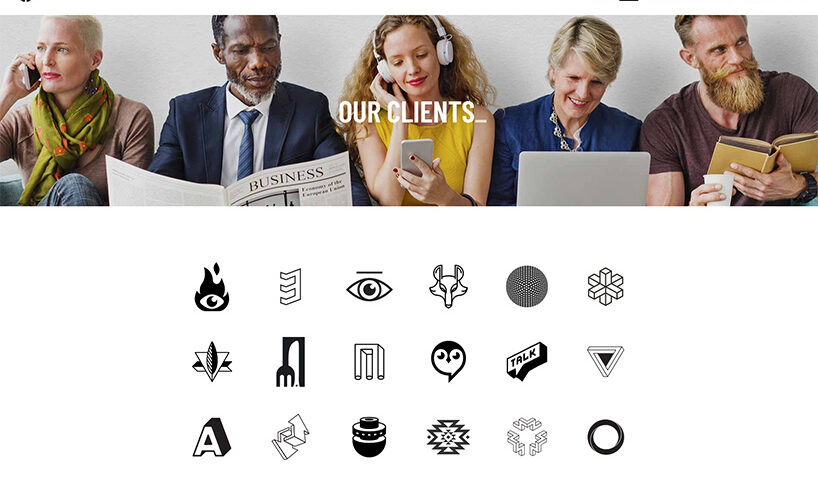 OUR CLIENTS_
BUSINESS
Economy of the
European Union
TALK
A